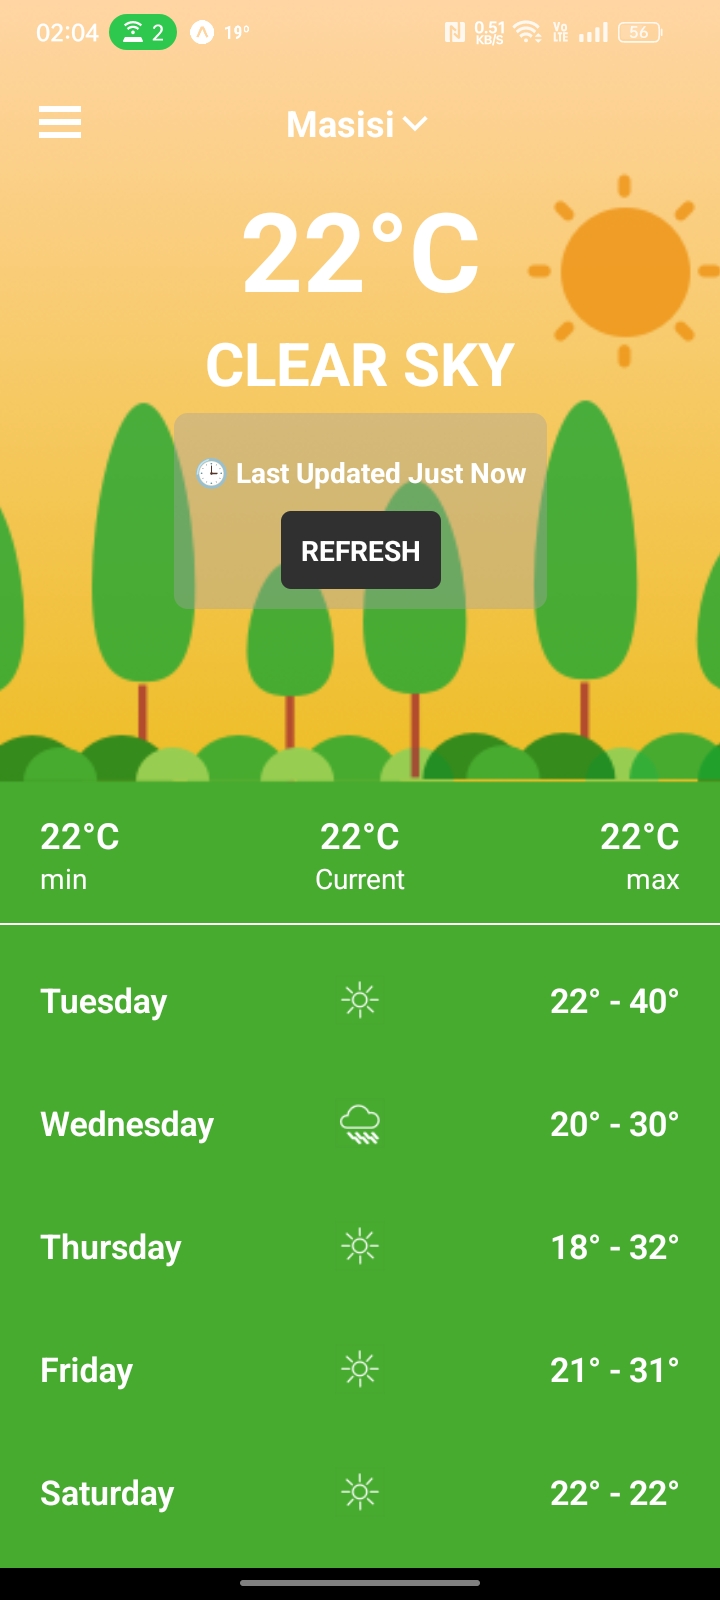 02:04 2 19° 0.51 KB/S Vo LTE 56
Masisi
22°C
CLEAR SKY
Last Updated Just Now
REFRESH
22°C 22°C 22°C
min Current max
Tuesday 22° - 40°
Wednesday 20° - 30°
Thursday 18° - 32°
Friday 21° - 31°
Saturday 22° - 22°